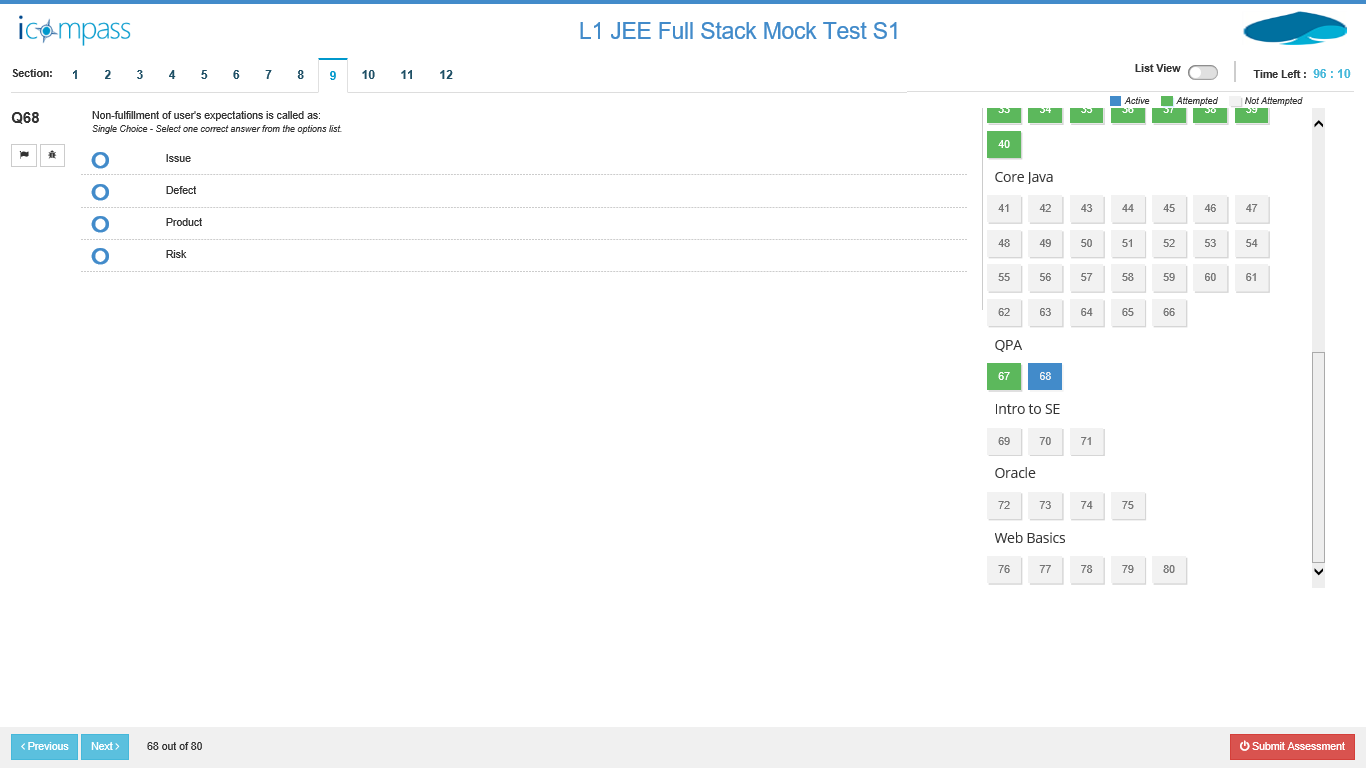 icompass
L1 JEE Full Stack Mock Test S1
Section: 1 2 3 4 5 6 7 8 9 10 11 12
List View
Time Left : 96 : 10
Active Attempted Not Attempted
Q68
Non-fulfillment of user's expectations is called as:
Single Choice - Select one correct answer from the options list.
Issue
Defect
Product
Risk
33 34 35 36 37 38 39
40
Core Java
41 42 43 44 45 46 47
48 49 50 51 52 53 54
55 56 57 58 59 60 61
62 63 64 65 66
QPA
67 68
Intro to SE
69 70 71
Oracle
72 73 74 75
Web Basics
76 77 78 79 80
Previous Next 68 out of 80
Submit Assessment